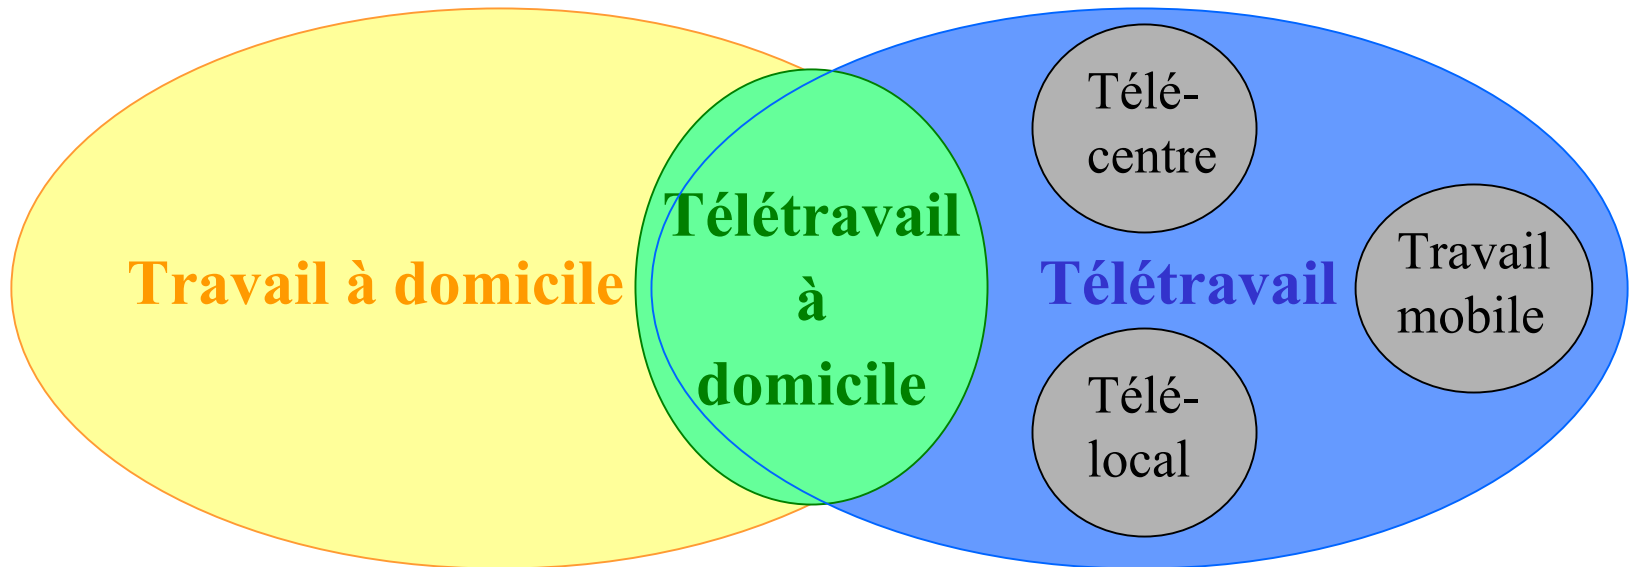 Travail à domicile
Télétravail
à
domicile
Télétravail
Télé-
centre
Travail
mobile
Télé-
local